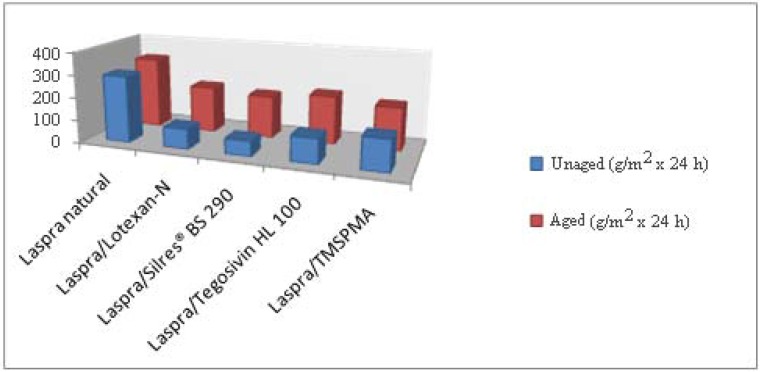 400
300
200
100
0
Laspra natural
Laspra/Lotexan-N
Laspra/Silres® BS 290
Laspra/Tegosivin HL 100
Laspra/TMSPMA
Unaged (g/m² x 24 h)
Aged (g/m² x 24 h)